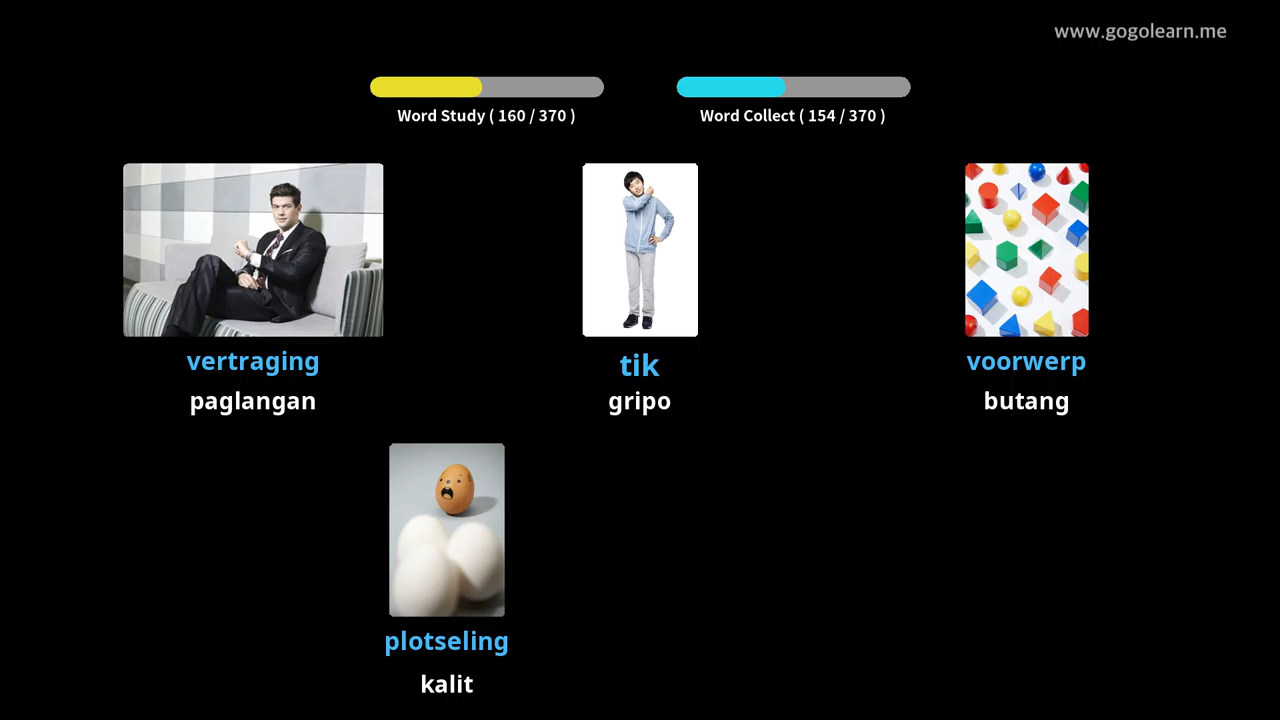 www.gogolearn.me
Word Study ( 160 / 370 )
Word Collect ( 154 / 370 )
vertraging
paglangan
tik
gripo
voorwerp
butang
plotseling
kalit